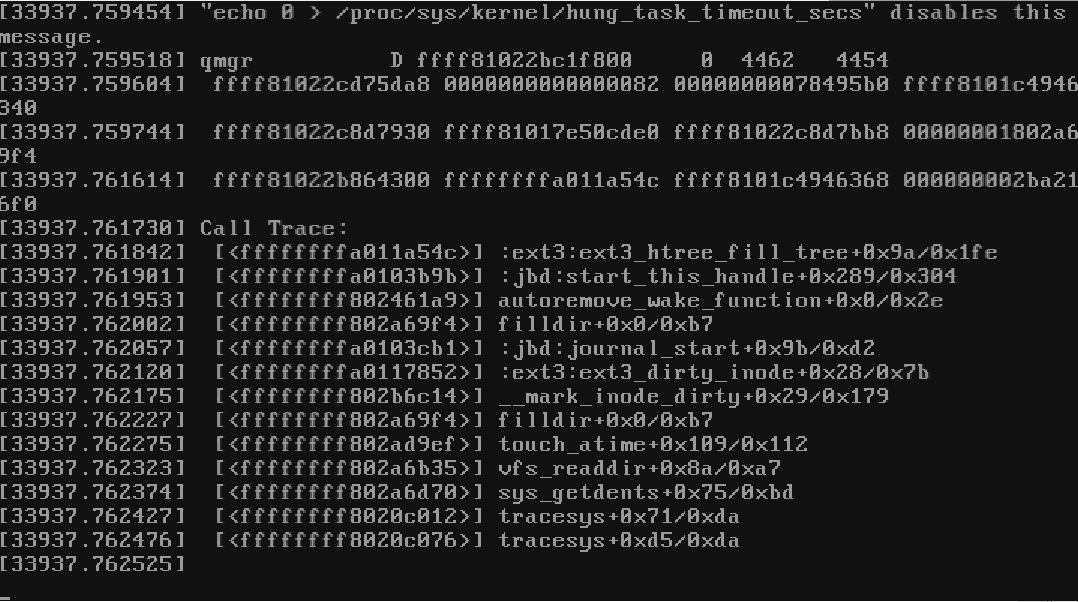 [33937.759454] "echo 0 > /proc/sys/kernel/hung_task_timeout_secs" disables this
message.
[33937.759518] qmgr          D ffff81022bc1f800     0  4462   4454
[33937.759604]  ffff81022cd75da8 0000000000000082 00000000078495b0 ffff8101c4946
340
[33937.759744]  ffff81022c8d7930 ffff81017e50cde0 ffff81022c8d7bb8 00000001802a6
9f4
[33937.761614]  ffff81022b864300 ffffffffa011a54c ffff8101c4946368 000000002ba21
6f0
[33937.761730] Call Trace:
[33937.761842]  [<ffffffffa011a54c>] :ext3:ext3_htree_fill_tree+0x9a/0x1fe
[33937.761901]  [<ffffffffa0103b9b>] :jbd:start_this_handle+0x289/0x304
[33937.761953]  [<ffffffff802461a9>] autoremove_wake_function+0x0/0x2e
[33937.762002]  [<ffffffff802a69f4>] filldir+0x0/0xb7
[33937.762057]  [<ffffffffa0103cb1>] :jbd:journal_start+0x9b/0xd2
[33937.762120]  [<ffffffffa0117852>] :ext3:ext3_dirty_inode+0x28/0x7b
[33937.762175]  [<ffffffff802b6c14>] __mark_inode_dirty+0x29/0x179
[33937.762227]  [<ffffffff802a69f4>] filldir+0x0/0xb7
[33937.762275]  [<ffffffff802ad9ef>] touch_atime+0x109/0x112
[33937.762323]  [<ffffffff802a6b35>] vfs_readdir+0x8a/0xa7
[33937.762374]  [<ffffffff802a6d70>] sys_getdents+0x75/0xbd
[33937.762427]  [<ffffffff8020c012>] tracesys+0x71/0xda
[33937.762476]  [<ffffffff8020c076>] tracesys+0xd5/0xda
[33937.762525]
_